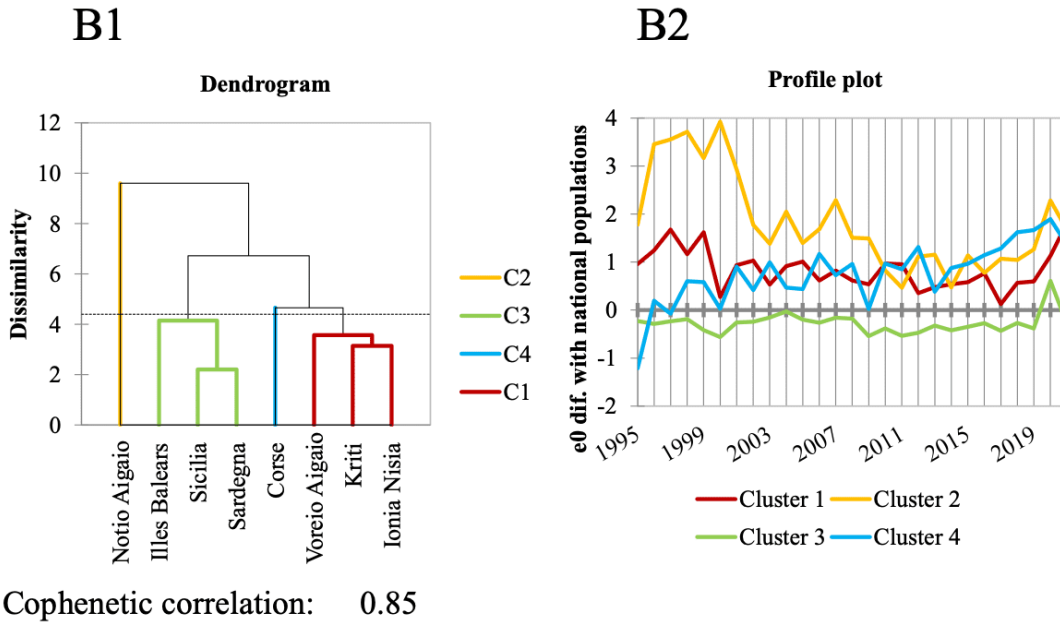 B1
Dendrogram
Dissimilarity
12
10
8
6
4
2
0
Notio Aigaio
Illes Balears
Sicilia
Sardegna
Corse
Voreio Aigaio
Kriti
Ionia Nisia
C2
C3
C4
C1
Cophenetic correlation: 0.85
B2
Profile plot
e0 dif. with national populations
4
3
2
1
0
-1
-2
1995
1999
2003
2007
2011
2015
2019
Cluster 1
Cluster 2
Cluster 3
Cluster 4